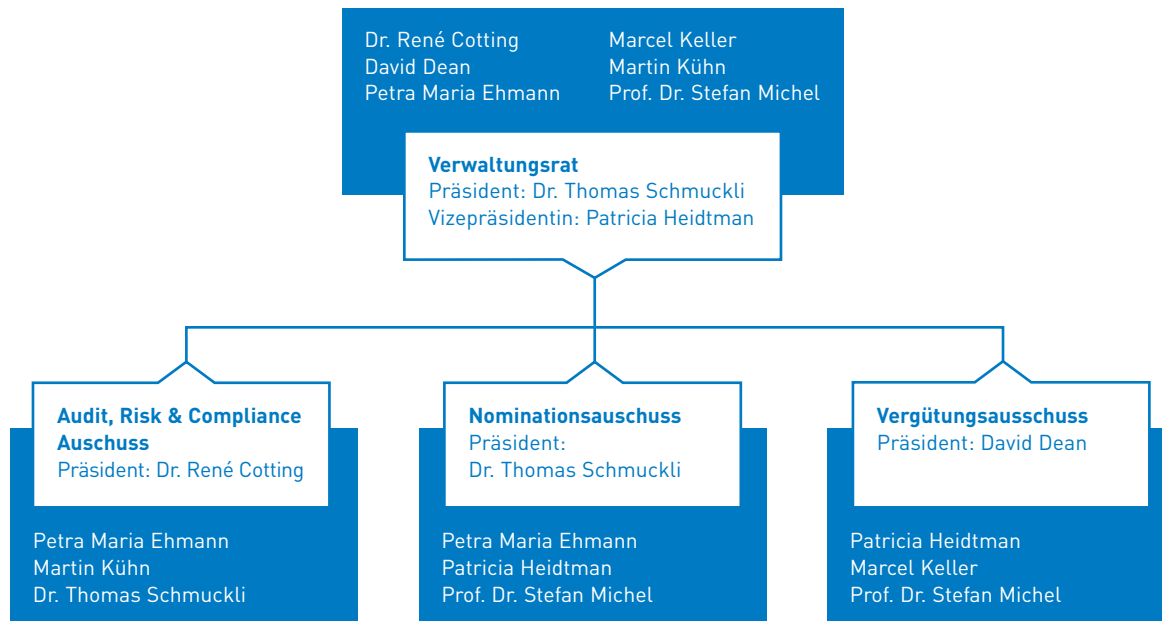 Dr. René Cotting
David Dean
Petra Maria Ehmann
Marcel Keller
Martin Kühn
Prof. Dr. Stefan Michel
Verwaltungsrat
Präsident: Dr. Thomas Schmuckli
Vizepräsidentin: Patricia Heidtman
Audit, Risk & Compliance
Auschuss
Präsident: Dr. René Cotting
Petra Maria Ehmann
Martin Kühn
Dr. Thomas Schmuckli
Nominationsauschuss
Präsident:
Dr. Thomas Schmuckli
Petra Maria Ehmann
Patricia Heidtman
Prof. Dr. Stefan Michel
Vergütungsausschuss
Präsident: David Dean
Patricia Heidtman
Marcel Keller
Prof. Dr. Stefan Michel